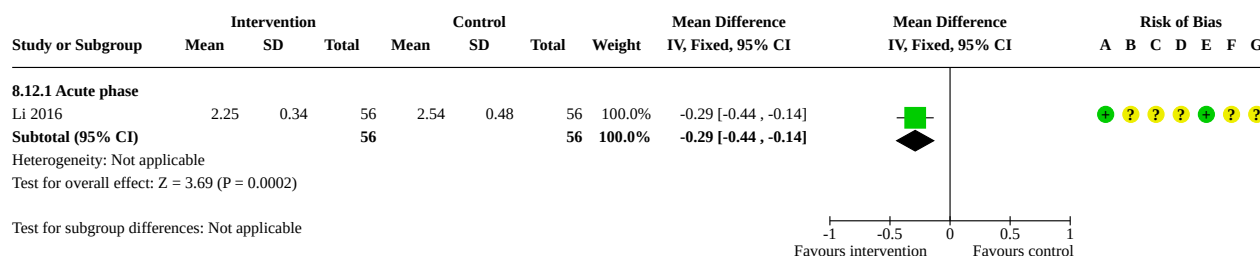 Intervention Control Mean Difference Mean Difference Risk of Bias
Study or Subgroup Mean SD Total Mean SD Total Weight IV, Fixed, 95% CI IV, Fixed, 95% CI A B C D E F G
8.12.1 Acute phase
Li 2016 2.25 0.34 56 2.54 0.48 56 100.0% -0.29 [-0.44 , -0.14] + ? ? ? + ? ?
Subtotal (95% CI) 56 56 100.0% -0.29 [-0.44 , -0.14]
Heterogeneity: Not applicable
Test for overall effect: Z = 3.69 (P = 0.0002)
Test for subgroup differences: Not applicable
-1 -0.5 0 0.5 1
Favours intervention Favours control